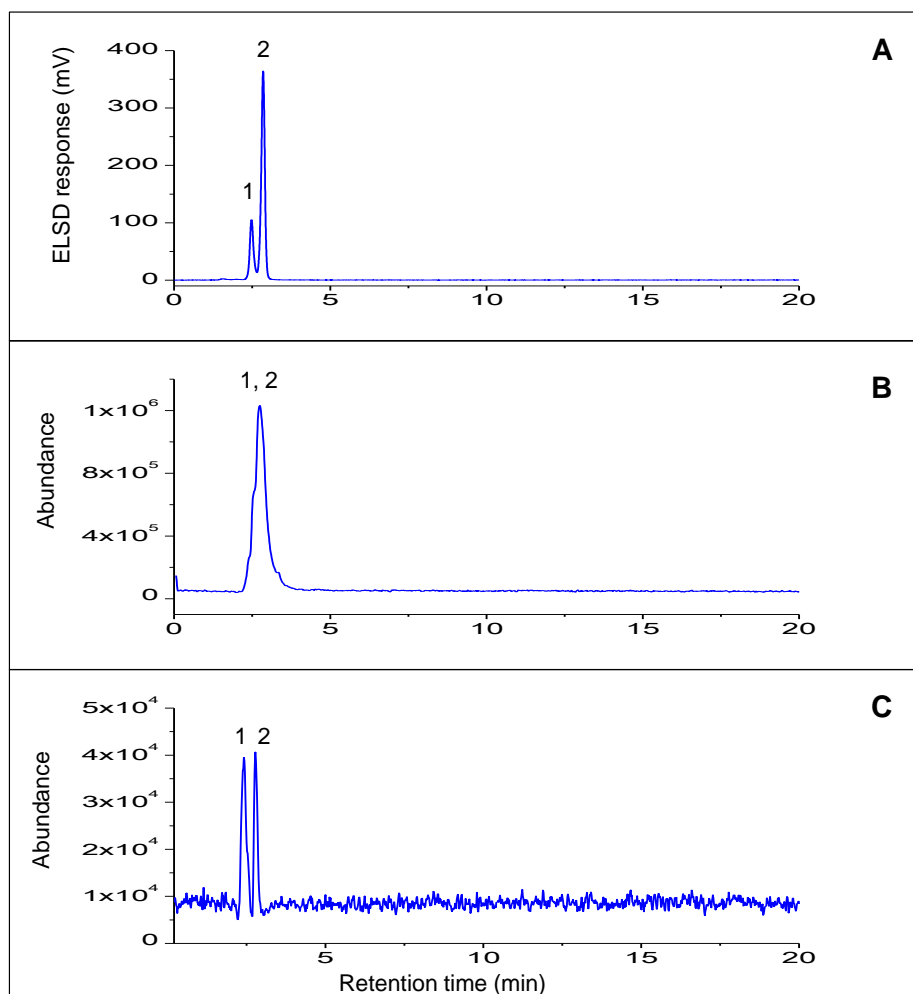 A
ELSD response (mV)
400
300
200
100
0
1
2
0 5 10 15 20
B
Abundance
1x10⁶
8x10⁵
4x10⁵
0
1, 2
0 5 10 15 20
C
Abundance
5x10⁴
4x10⁴
3x10⁴
2x10⁴
1x10⁴
0
1 2
5 10 15 20
Retention time (min)